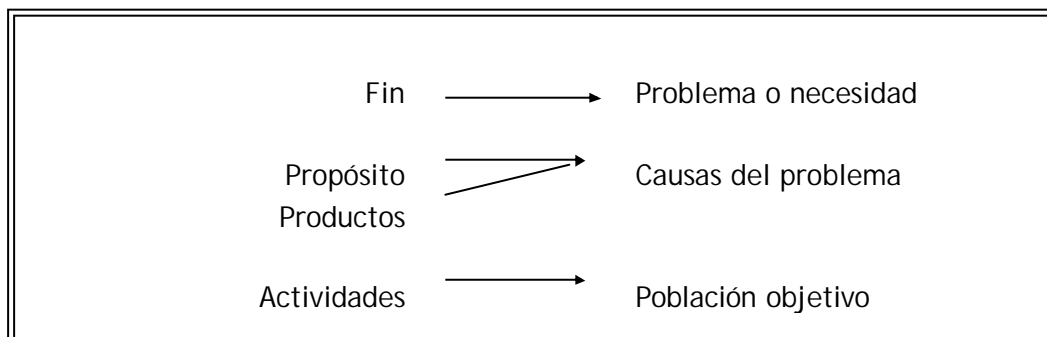 Fin Problema o necesidad
Propósito Causas del problema
Productos
Actividades Población objetivo